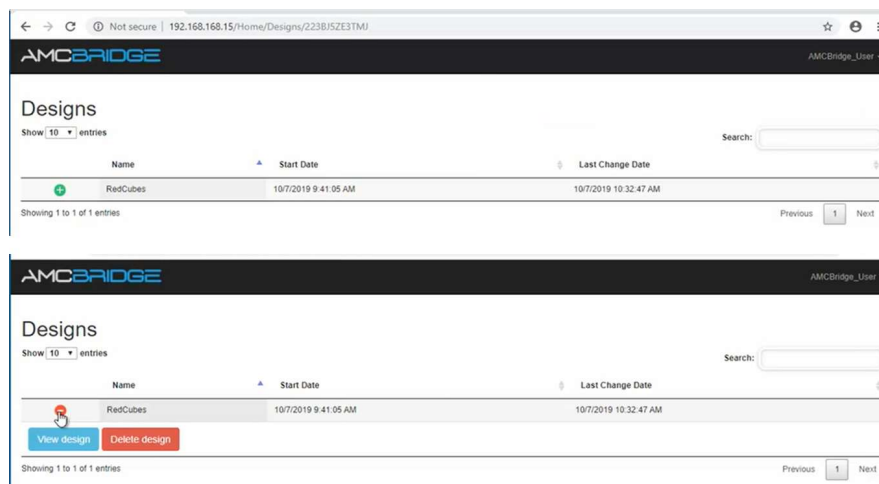 Not secure | 192.168.168.15/Home/Designs/223BJ5ZE3TMJ
AMCBRIDGE AMCBridge_User
Designs
Show 10 entries
Search:
Name Start Date Last Change Date
RedCubes 10/7/2019 9:41:05 AM 10/7/2019 10:32:47 AM
Showing 1 to 1 of 1 entries Previous 1 Next
AMCBRIDGE AMCBridge_User
Designs
Show 10 entries
Search:
Name Start Date Last Change Date
RedCubes 10/7/2019 9:41:05 AM 10/7/2019 10:32:47 AM
View design Delete design
Showing 1 to 1 of 1 entries Previous 1 Next